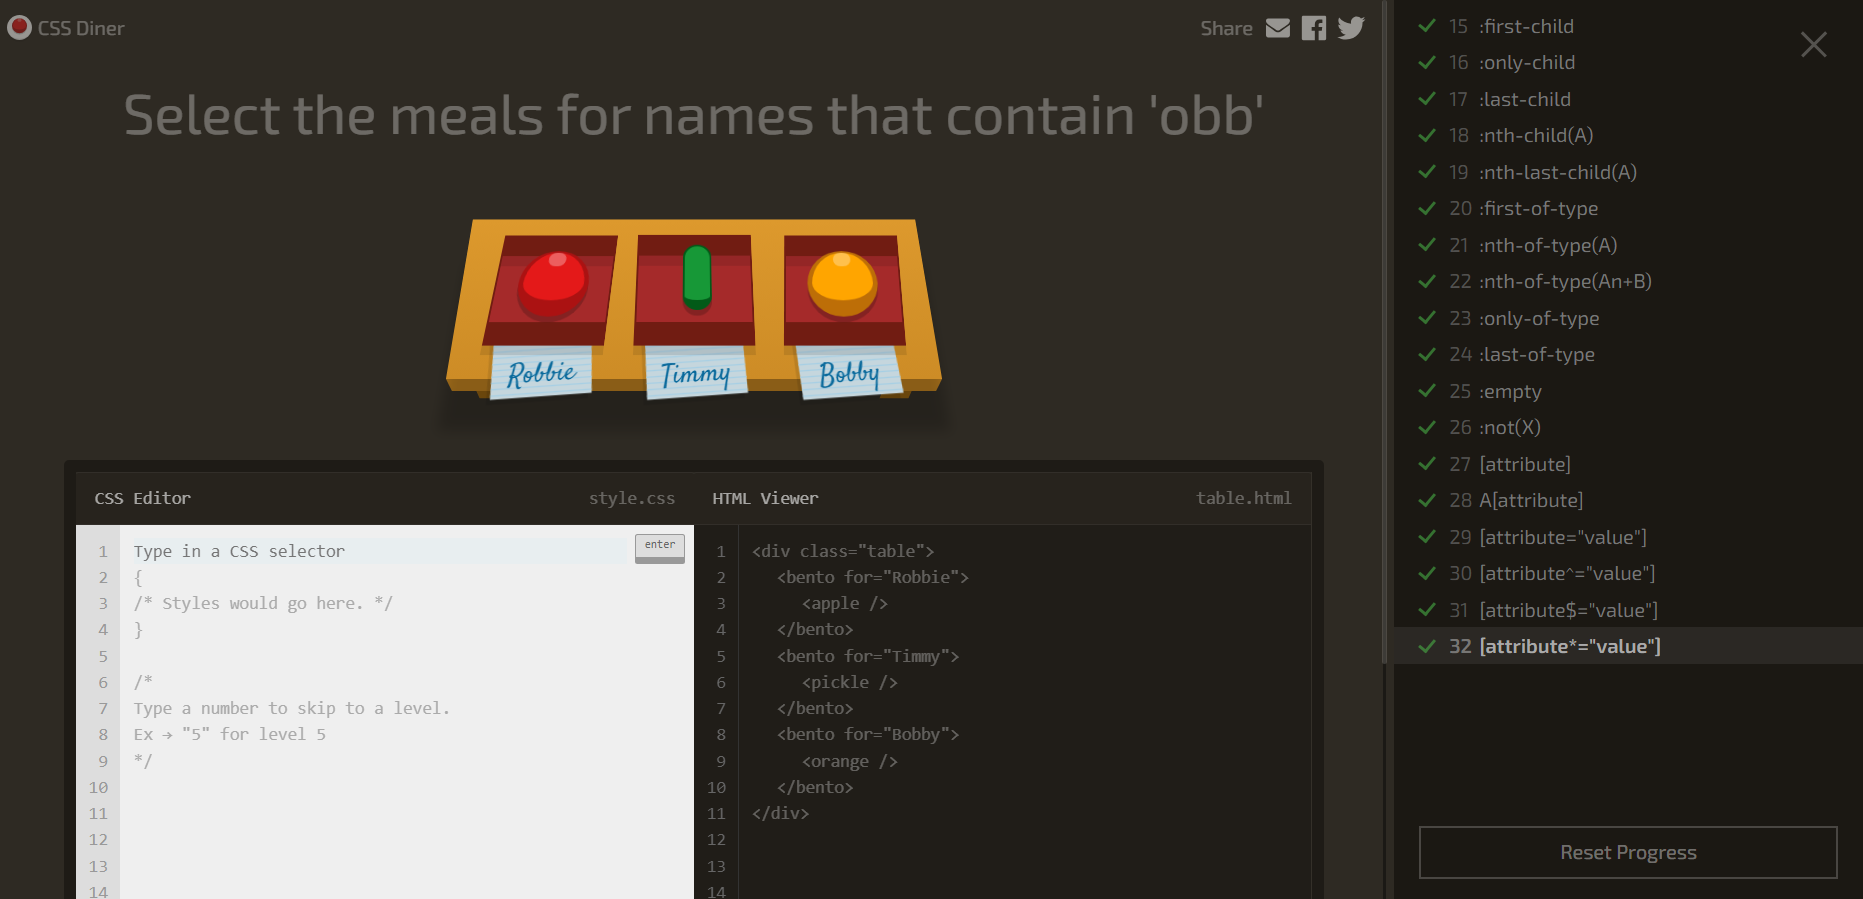 CSS Diner
Share
Select the meals for names that contain 'obb'
Robbie
Timmy
Bobby
CSS Editor
style.css
1 Type in a CSS selector
enter
2 {
3 /* Styles would go here. */
4 }
5
6 /*
7 Type a number to skip to a level.
8 Ex → "5" for level 5
9 */
10
11
12
13
14
HTML Viewer
table.html
1 <div class="table">
2 <bento for="Robbie">
3 <apple />
4 </bento>
5 <bento for="Timmy">
6 <pickle />
7 </bento>
8 <bento for="Bobby">
9 <orange />
10 </bento>
11 </div>
12
13
14
15 :first-child
16 :only-child
17 :last-child
18 :nth-child(A)
19 :nth-last-child(A)
20 :first-of-type
21 :nth-of-type(A)
22 :nth-of-type(An+B)
23 :only-of-type
24 :last-of-type
25 :empty
26 :not(X)
27 [attribute]
28 A[attribute]
29 [attribute="value"]
30 [attribute^="value"]
31 [attribute$="value"]
32 [attribute*="value"]
Reset Progress